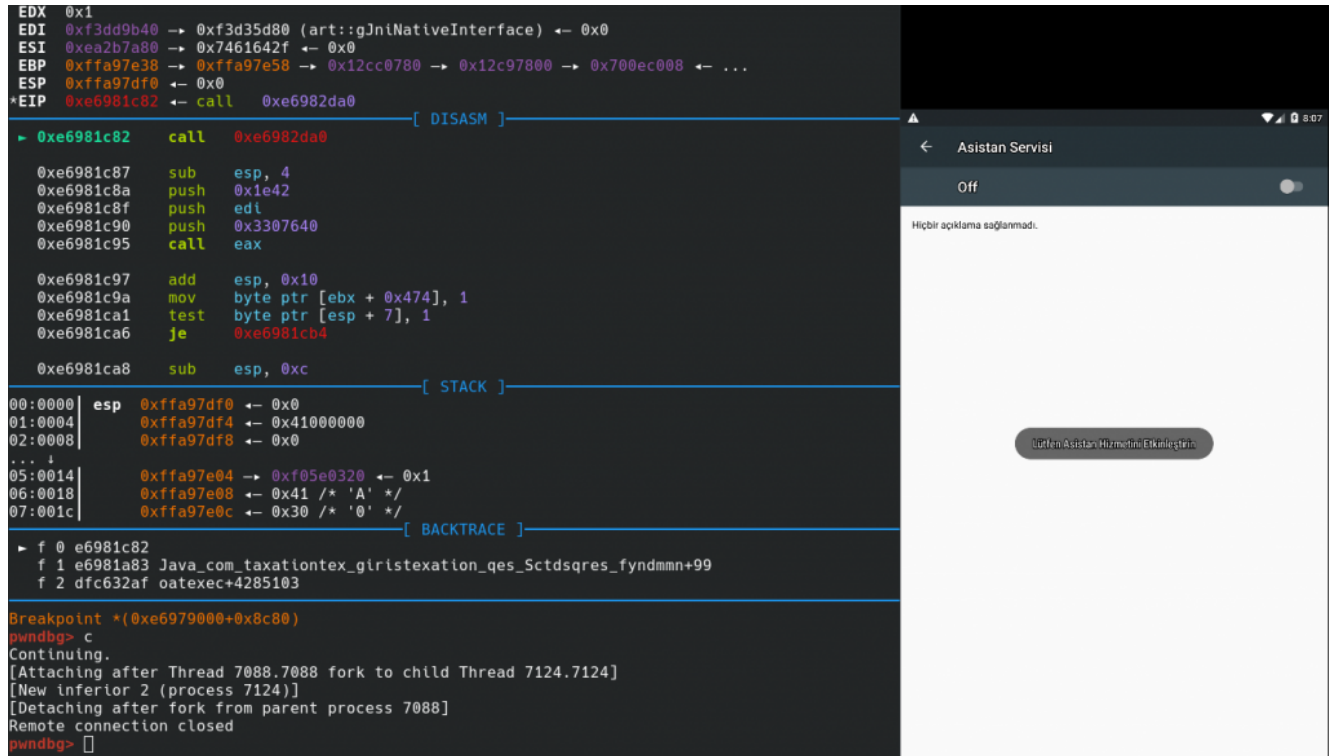 EDX 0x1
EDI 0xf3dd9b40 —▸ 0xf3d35d80 (art::gJniNativeInterface) ◂— 0x0
ESI 0xea2b7a80 —▸ 0x7461642f ◂— 0x0
EBP 0xffa97e38 —▸ 0xffa97e58 —▸ 0x12cc0780 —▸ 0x12c97800 —▸ 0x700ec008 ◂— ...
ESP 0xffa97df0 ◂— 0x0
*EIP 0xe6981c82 ◂— call 0xe6982da0
[ DISASM ]
► 0xe6981c82 call 0xe6982da0
0xe6981c87 sub esp, 4
0xe6981c8a push 0x1e42
0xe6981c8f push edi
0xe6981c90 push 0x3307640
0xe6981c95 call eax
0xe6981c97 add esp, 0x10
0xe6981c9a mov byte ptr [ebx + 0x474], 1
0xe6981ca1 test byte ptr [esp + 7], 1
0xe6981ca6 je 0xe6981cb4
0xe6981ca8 sub esp, 0xc
[ STACK ]
00:0000│ esp 0xffa97df0 ◂— 0x0
01:0004│ 0xffa97df4 ◂— 0x41000000
02:0008│ 0xffa97df8 ◂— 0x0
... ↓
05:0014│ 0xffa97e04 —▸ 0xf05e0320 ◂— 0x1
06:0018│ 0xffa97e08 ◂— 0x41 /* 'A' */
07:001c│ 0xffa97e0c ◂— 0x30 /* '0' */
[ BACKTRACE ]
► f 0 e6981c82
f 1 e6981a83 Java_com_taxationtex_giristexation_qes_Sctdsqres_fyndmmn+99
f 2 dfc632af oatexec+4285103
Breakpoint *(0xe6979000+0x8c80)
pwndbg> c
Continuing.
[Attaching after Thread 7088.7088 fork to child Thread 7124.7124]
[New inferior 2 (process 7124)]
[Detaching after fork from parent process 7088]
Remote connection closed
pwndbg>
8:07
Asistan Servisi
Off
Hiçbir açıklama sağlanmadı.
Lütfen Asistan Hizmetini Etkinleştirin